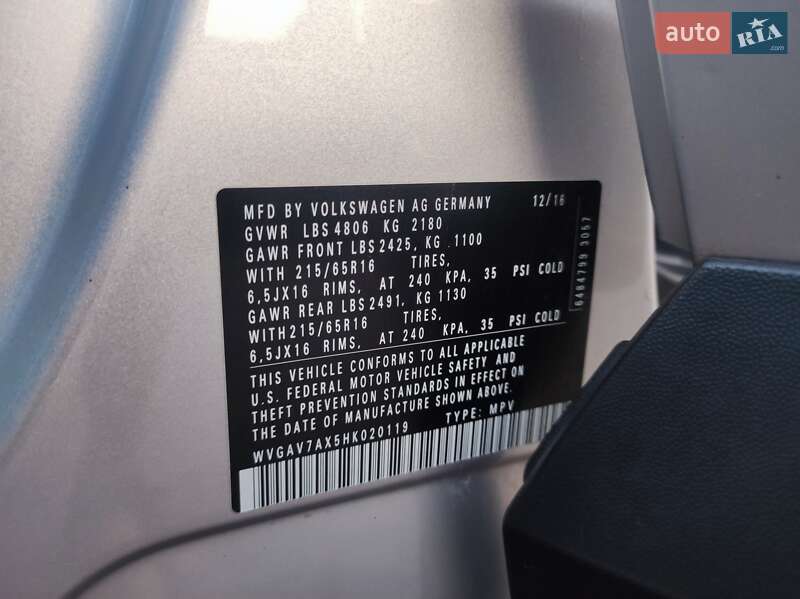 auto RIA .com
MFD BY VOLKSWAGEN AG GERMANY 12/16
GVWR LBS 4806 KG 2180
GAWR FRONT LBS 2425, KG .1100
WITH 215/65R16 TIRES,
6,5JX16 RIMS, AT 240 KPA, 35 PSI COLD
GAWR REAR LBS 2491, KG 1130
WITH 215/65R16 TIRES,
6,5JX16 RIMS, AT 240 KPA, 35 PSI COLD
THIS VEHICLE CONFORMS TO ALL APPLICABLE
U.S. FEDERAL MOTOR VEHICLE SAFETY AND
THEFT PREVENTION STANDARDS IN EFFECT ON
THE DATE OF MANUFACTURE SHOWN ABOVE.
WVGAV7AX5HK020119 TYPE: MPV
6484799 3057